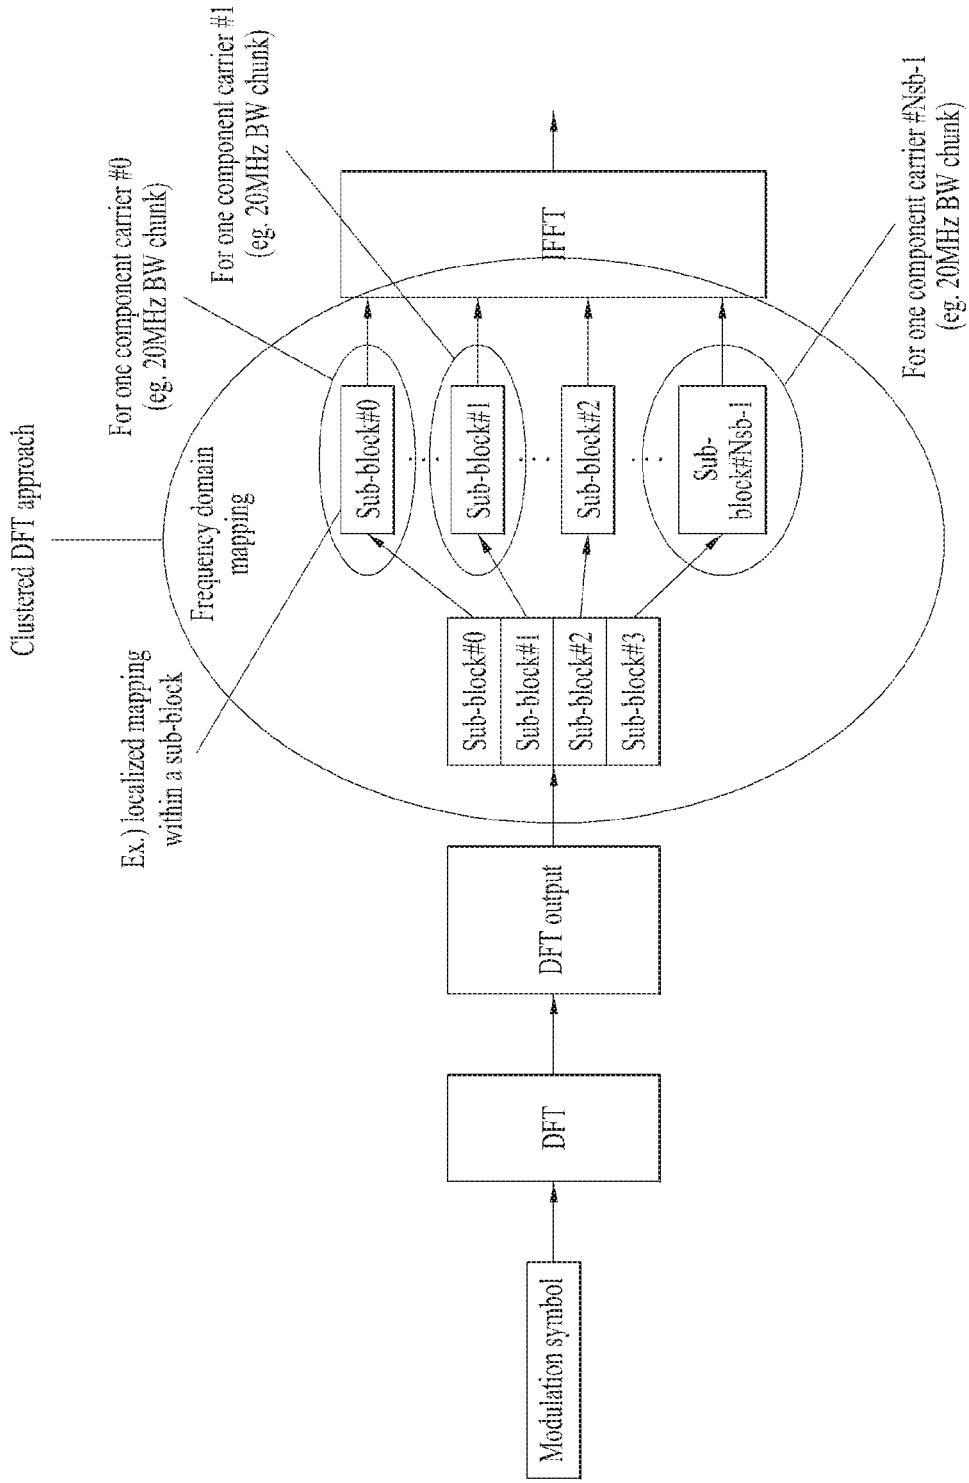 Clustered DFT approach
For one component carrier #0
(eg, 20MHz BW chunk)
For one component carrier #1
(eg. 20MHz BW chunk)
Ex.) localized mapping
within a sub-block
Frequency domain
mapping
Modulation symbol
DFT
DFT output
Sub-block#0
Sub-block#1
Sub-block#2
Sub-block#3
Sub-block#0
Sub-block#1
Sub-block#2
Sub-
block#Nsb-1
IFFT
For one component carrier #Nsb-1
(eg. 20MHz BW chunk)